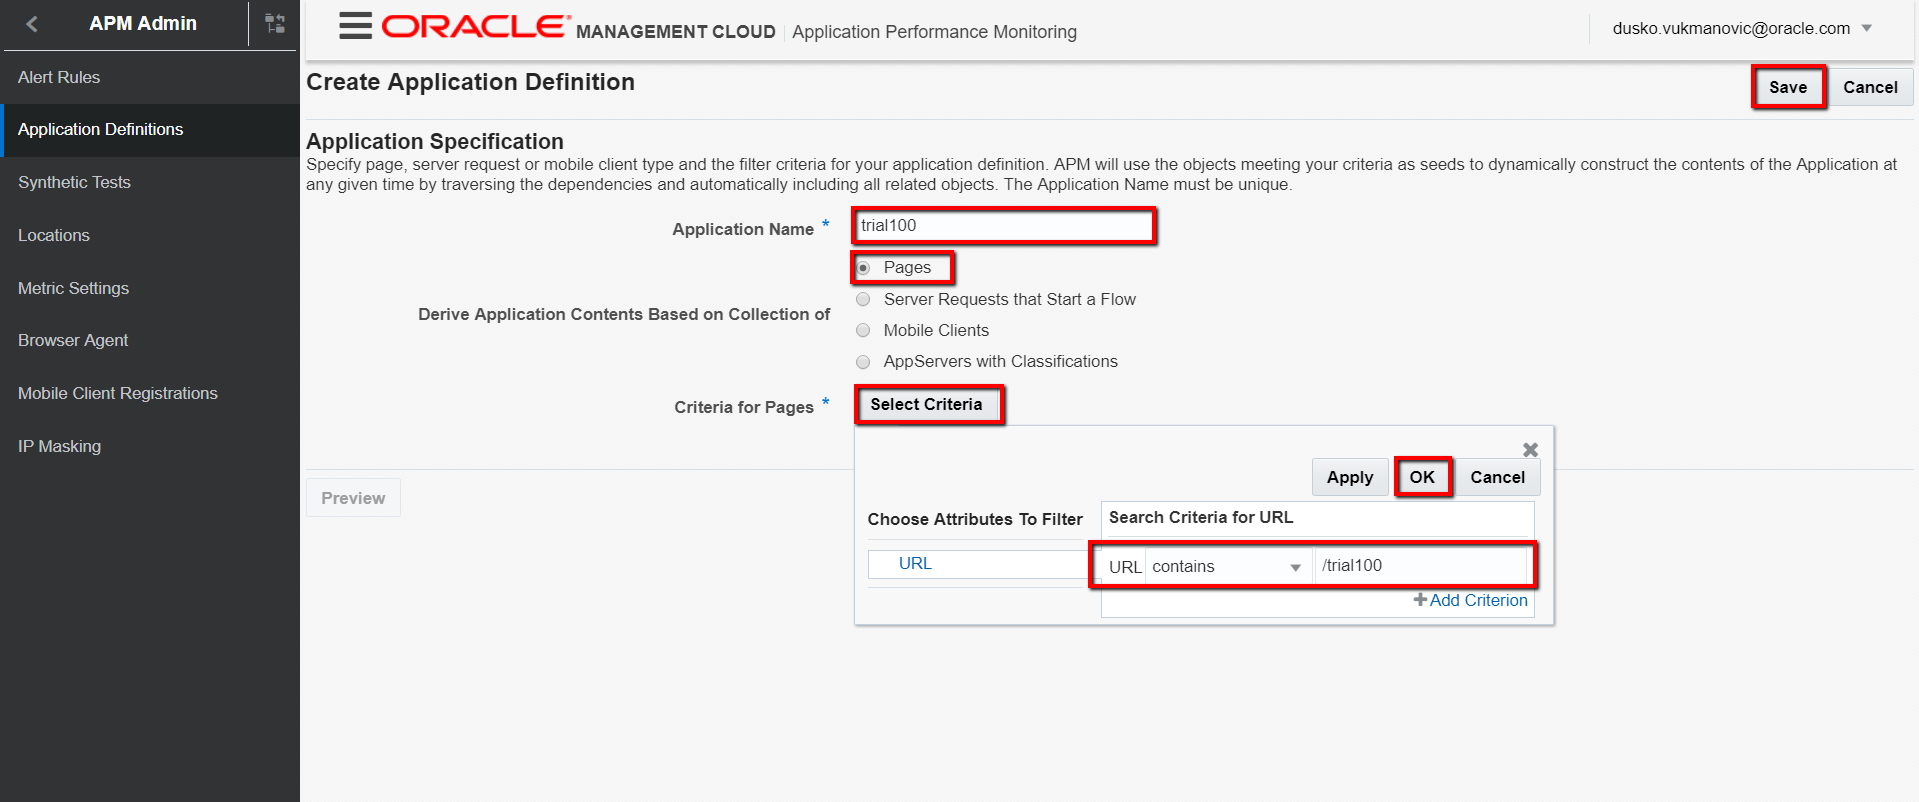 APM Admin
ORACLE MANAGEMENT CLOUD Application Performance Monitoring
dusko.vukmanovic@oracle.com
Alert Rules
Application Definitions
Synthetic Tests
Locations
Metric Settings
Browser Agent
Mobile Client Registrations
IP Masking
Create Application Definition
Save Cancel
Application Specification
Specify page, server request or mobile client type and the filter criteria for your application definition. APM will use the objects meeting your criteria as seeds to dynamically construct the contents of the Application at
any given time by traversing the dependencies and automatically including all related objects. The Application Name must be unique.
Application Name * trial100
Derive Application Contents Based on Collection of
Pages
Server Requests that Start a Flow
Mobile Clients
AppServers with Classifications
Criteria for Pages * Select Criteria
Apply OK Cancel
Choose Attributes To Filter
URL
Search Criteria for URL
URL contains /trial100
Add Criterion
Preview